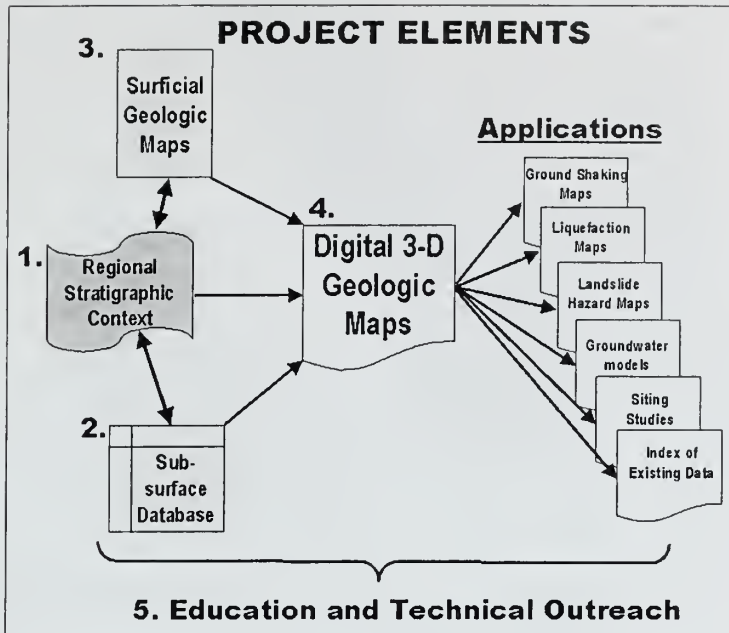 PROJECT ELEMENTS
3.
Surficial
Geologic
Maps
Applications
Ground Shaking
Maps
Liquefaction
Maps
Landslide
Hazard Maps
Groundwater
models
Siting
Studies
Index of
Existing Data
4.
Digital 3-D
Geologic
Maps
1.
Regional
Stratigraphic
Context
2.
Sub-
surface
Database
5. Education and Technical Outreach